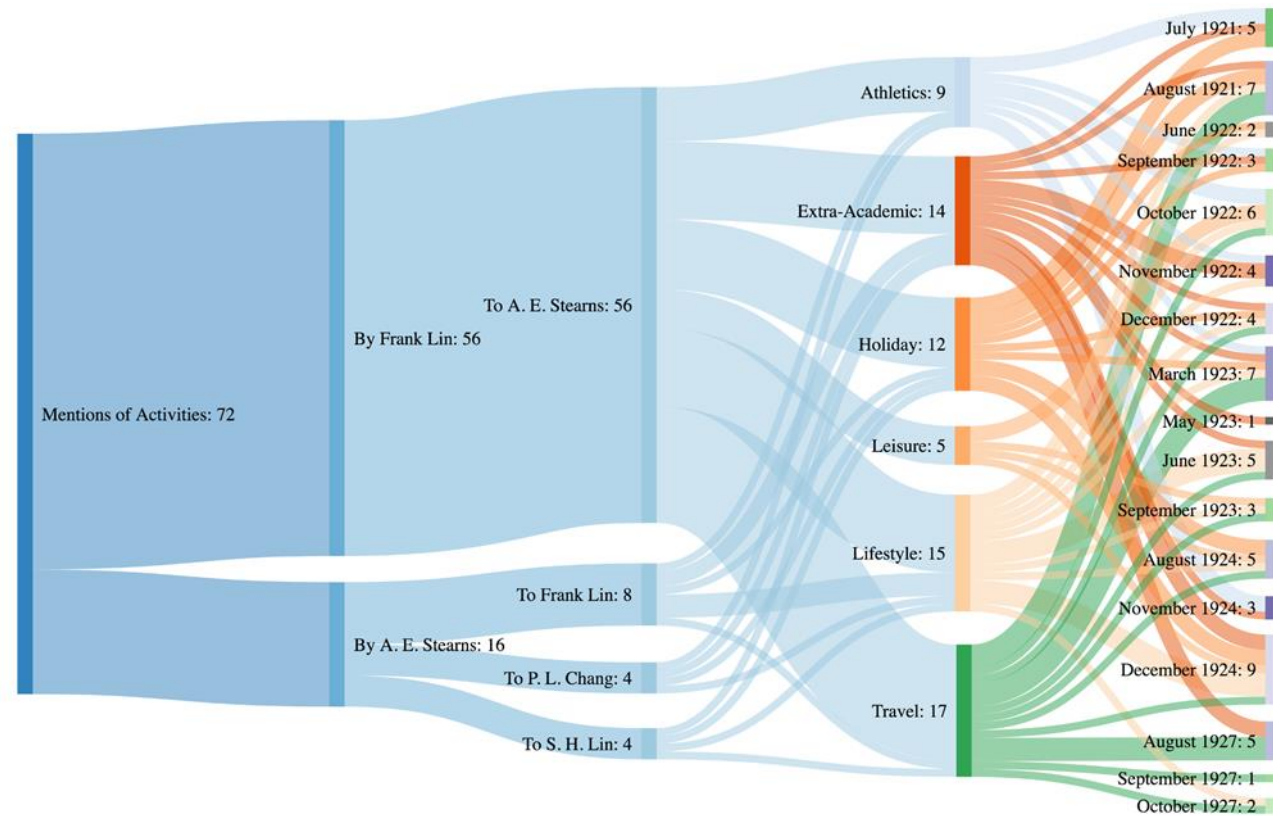 Mentions of Activities: 72
By Frank Lin: 56
By A. E. Stearns: 16
To A. E. Stearns: 56
To Frank Lin: 8
To P. L. Chang: 4
To S. H. Lin: 4
Athletics: 9
Extra-Academic: 14
Holiday: 12
Leisure: 5
Lifestyle: 15
Travel: 17
July 1921: 5
August 1921: 7
June 1922: 2
September 1922: 3
October 1922: 6
November 1922: 4
December 1922: 4
March 1923: 7
May 1923: 1
June 1923: 5
September 1923: 3
August 1924: 5
November 1924: 3
December 1924: 9
August 1927: 5
September 1927: 1
October 1927: 2